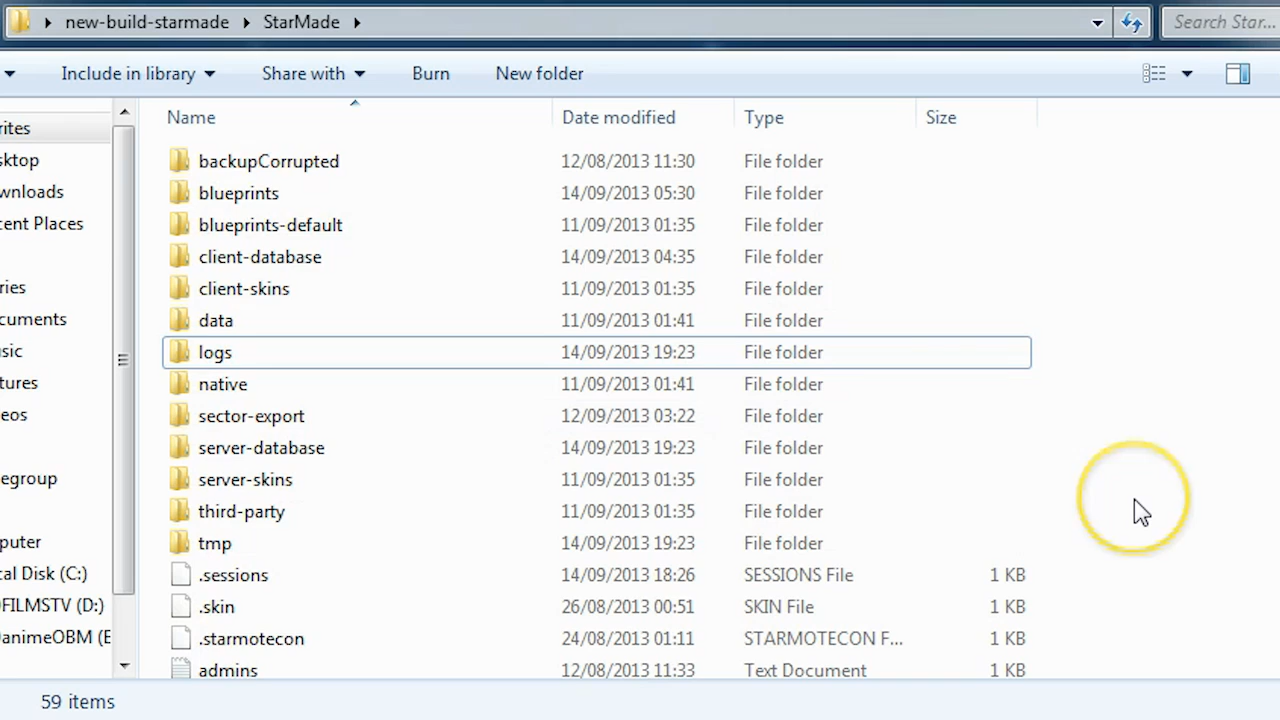 new-build-starmade StarMade Search Star...
Include in library Share with Burn New folder
Name Date modified Type Size
rites
sktop
wnloads
cent Places
ries
cuments
sic
tures
eos
egroup
puter
cal Disk (C:)
FILMSTV (D:)
animeOBM (E
backupCorrupted 12/08/2013 11:30 File folder
blueprints 14/09/2013 05:30 File folder
blueprints-default 11/09/2013 01:35 File folder
client-database 14/09/2013 04:35 File folder
client-skins 11/09/2013 01:35 File folder
data 11/09/2013 01:41 File folder
logs 14/09/2013 19:23 File folder
native 11/09/2013 01:41 File folder
sector-export 12/09/2013 03:22 File folder
server-database 14/09/2013 19:23 File folder
server-skins 11/09/2013 01:35 File folder
third-party 11/09/2013 01:35 File folder
tmp 14/09/2013 19:23 File folder
.sessions 14/09/2013 18:26 SESSIONS File 1 KB
.skin 26/08/2013 00:51 SKIN File 1 KB
.starmotecon 24/08/2013 01:11 STARMOTECON F... 1 KB
admins 12/08/2013 11:33 Text Document 1 KB
59 items